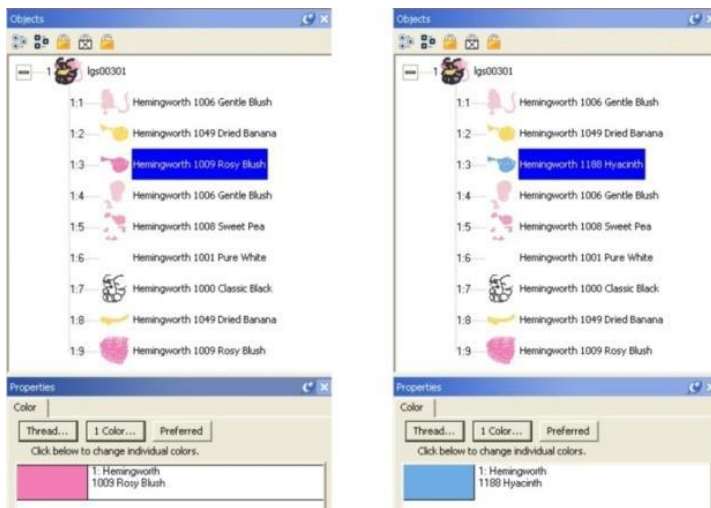 Objects
1 lgs00301
1:1 Hemingworth 1006 Gentle Blush
1:2 Hemingworth 1049 Dried Banana
1:3 Hemingworth 1009 Rosy Blush
1:4 Hemingworth 1006 Gentle Blush
1:5 Hemingworth 1008 Sweet Pea
1:6 Hemingworth 1001 Pure White
1:7 Hemingworth 1000 Classic Black
1:8 Hemingworth 1049 Dried Banana
1:9 Hemingworth 1009 Rosy Blush
Properties
Color
Thread... 1 Color... Preferred
Click below to change individual colors.
1: Hemingworth
1009 Rosy Blush
Objects
1 lgs00301
1:1 Hemingworth 1006 Gentle Blush
1:2 Hemingworth 1049 Dried Banana
1:3 Hemingworth 1188 Hyacinth
1:4 Hemingworth 1006 Gentle Blush
1:5 Hemingworth 1008 Sweet Pea
1:6 Hemingworth 1001 Pure White
1:7 Hemingworth 1000 Classic Black
1:8 Hemingworth 1049 Dried Banana
1:9 Hemingworth 1009 Rosy Blush
Properties
Color
Thread... 1 Color... Preferred
Click below to change individual colors.
1: Hemingworth
1188 Hyacinth